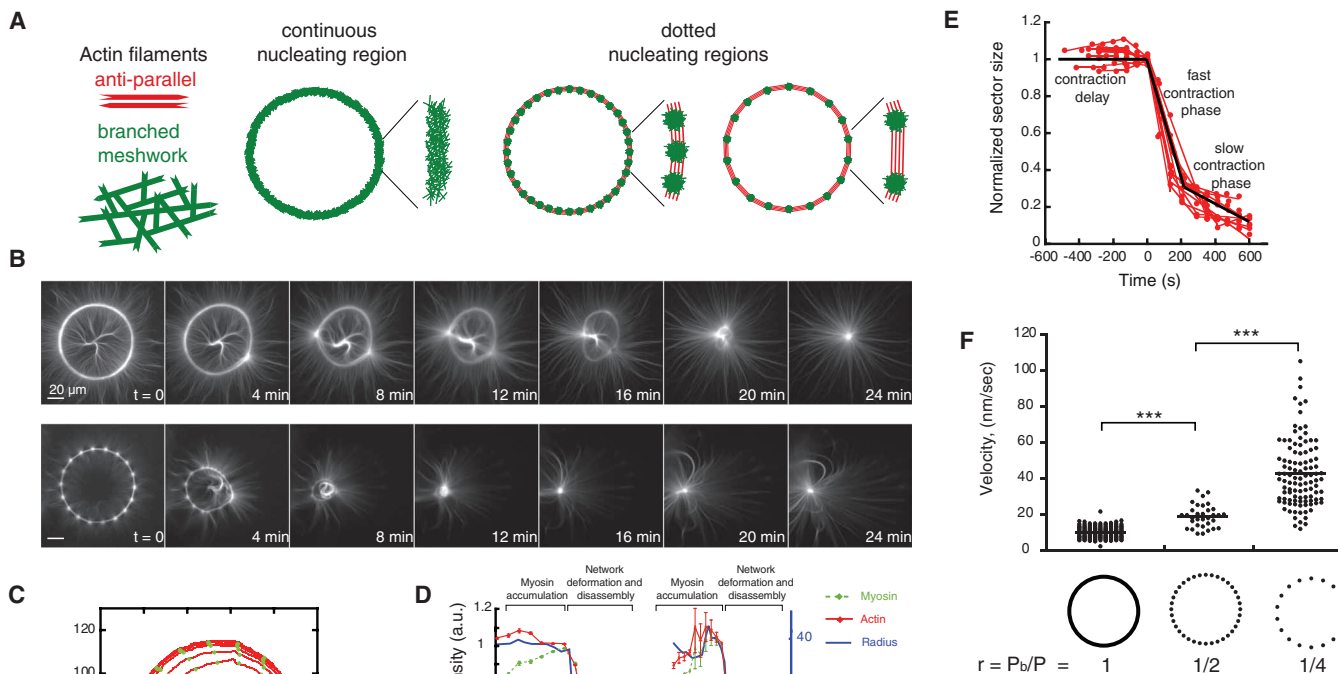 A
Actin filaments
anti-parallel
branched
meshwork
continuous
nucleating region
dotted
nucleating regions
B
20 µm
t = 0
4 min
8 min
12 min
16 min
20 min
24 min
t = 0
4 min
8 min
12 min
16 min
20 min
24 min
C
120
100
D
Myosin
accumulation
Network
deformation and
disassembly
Myosin
accumulation
Network
deformation and
disassembly
1.2
1
40
Myosin
Actin
Radius
E
Normalized sector size
1.2
1
0.8
0.6
0.4
0.2
0
contraction
delay
fast
contraction
phase
slow
contraction
phase
-600 -400 -200 0 200 400 600
Time (s)
F
Velocity, (nm/sec)
120
100
80
60
40
20
0
***
***
r = Pb/P = 1 1/2 1/4